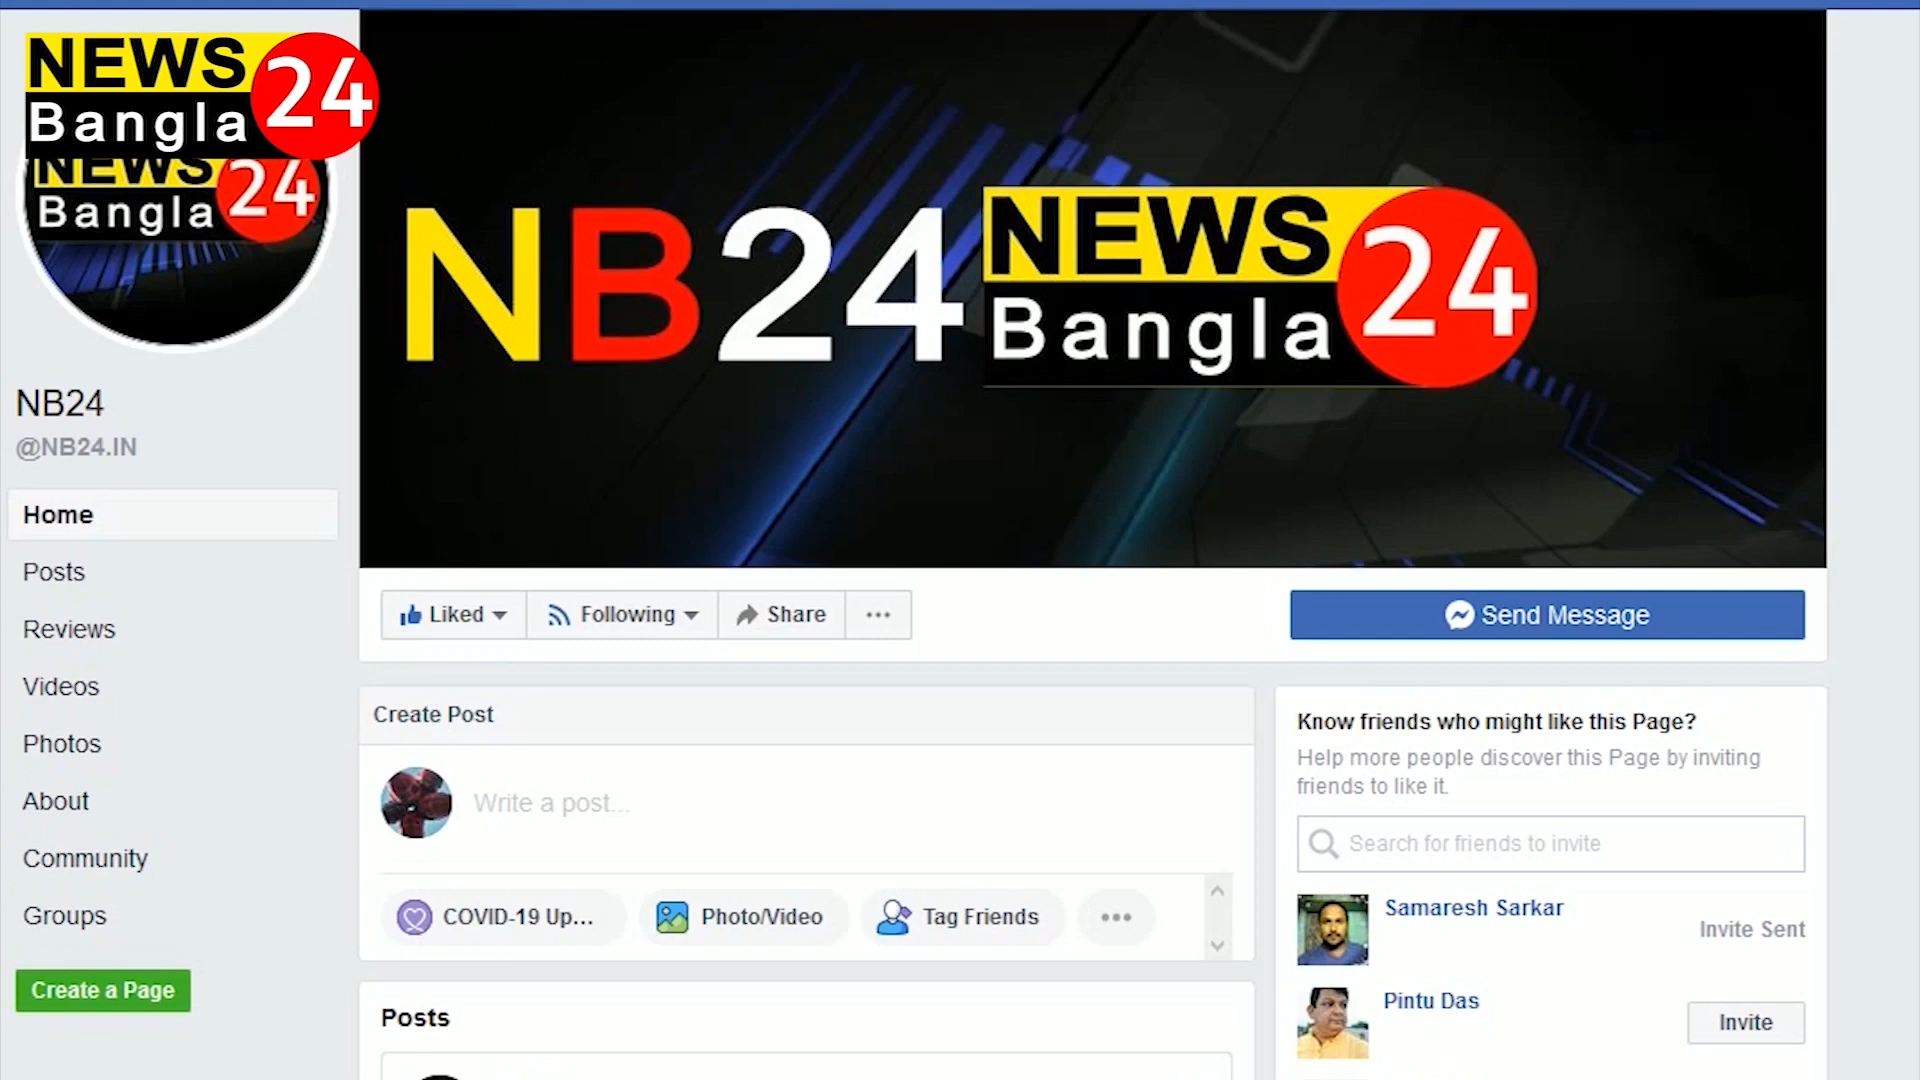 NEWS
Bangla 24
NEWS
Bangla 24
NB24
@NB24.IN
Home
Posts
Reviews
Videos
Photos
About
Community
Groups
Create a Page
NB24 NEWS
Bangla 24
Liked
Following
Share
Send Message
Create Post
Write a post...
COVID-19 Up...
Photo/Video
Tag Friends
Posts
Know friends who might like this Page?
Help more people discover this Page by inviting
friends to like it.
Search for friends to invite
Samaresh Sarkar
Invite Sent
Pintu Das
Invite